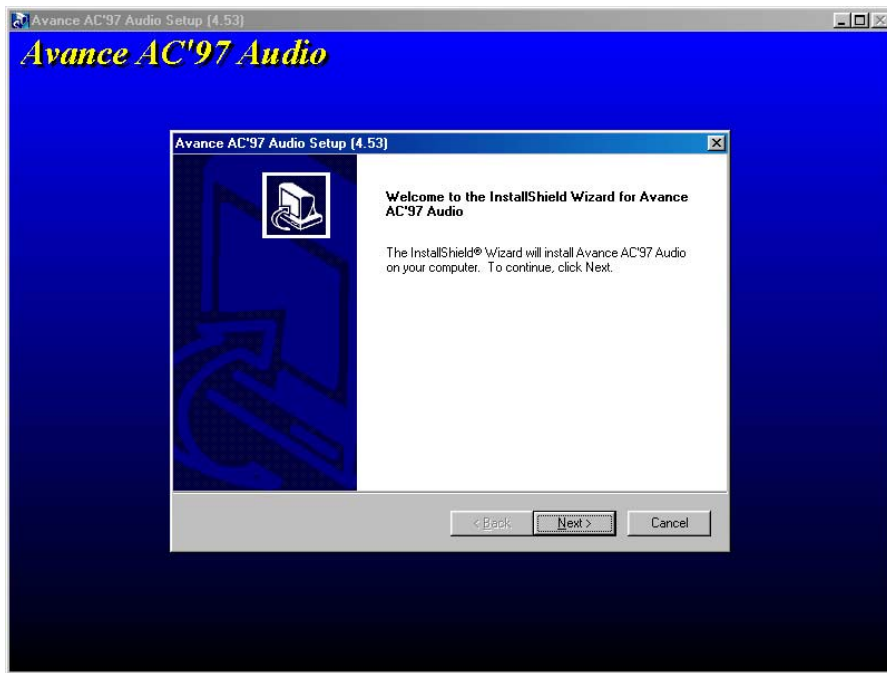 Avance AC'97 Audio Setup (4.53)
Avance AC'97 Audio
Avance AC'97 Audio Setup (4.53)
Welcome to the InstallShield Wizard for Avance
AC'97 Audio
The InstallShield® Wizard will install Avance AC'97 Audio
on your computer. To continue, click Next.
< Back Next > Cancel